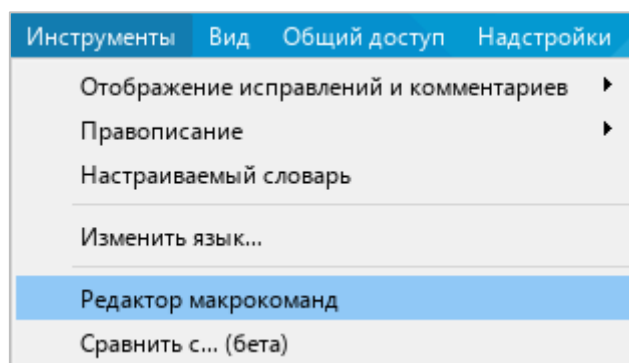 Инструменты Вид Общий доступ Надстройки
Отображение исправлений и комментариев
Правописание
Настраиваемый словарь
Изменить язык...
Редактор макрокоманд
Сравнить с... (бета)